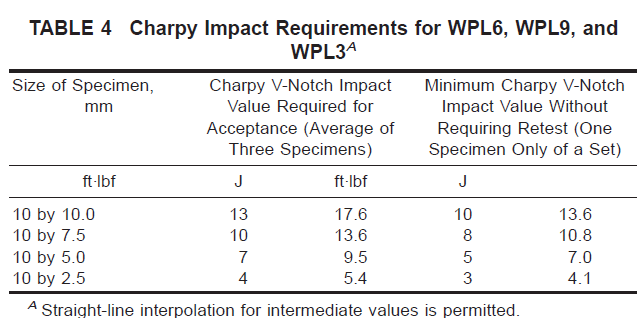 TABLE 4 Charpy Impact Requirements for WPL6, WPL9, and
WPL3A
Size of Specimen, Charpy V-Notch Impact Minimum Charpy V-Notch
mm Value Required for Impact Value Without
Acceptance (Average of Requiring Retest (One
Three Specimens) Specimen Only of a Set)
ft·lbf J ft·lbf J
10 by 10.0 13 17.6 10 13.6
10 by 7.5 10 13.6 8 10.8
10 by 5.0 7 9.5 5 7.0
10 by 2.5 4 5.4 3 4.1
A Straight-line interpolation for intermediate values is permitted.